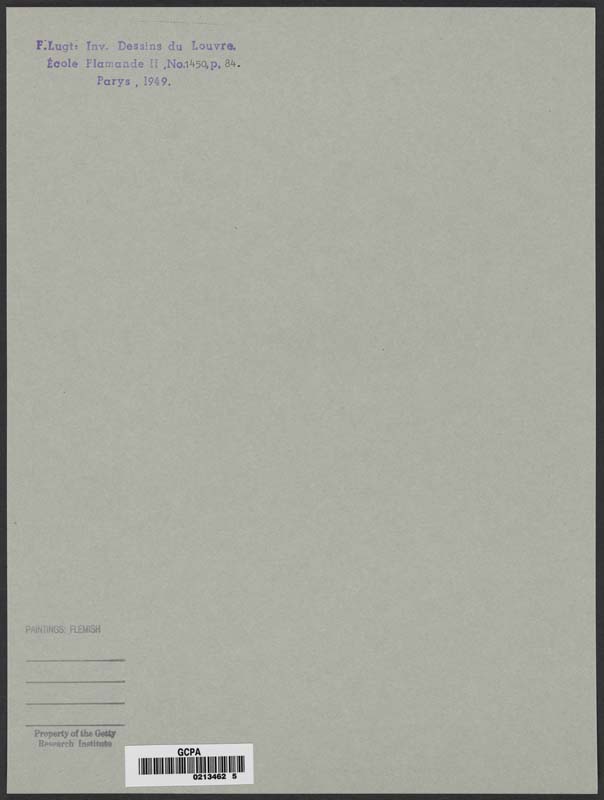 F.Lugt: Inv. Dessins du Louvre.
École Flamande II ,No.1450,p. 84.
Parys , 1949.
PAINTINGS: FLEMISH
Property of the Getty
Research Institute
GCPA
0213462 5